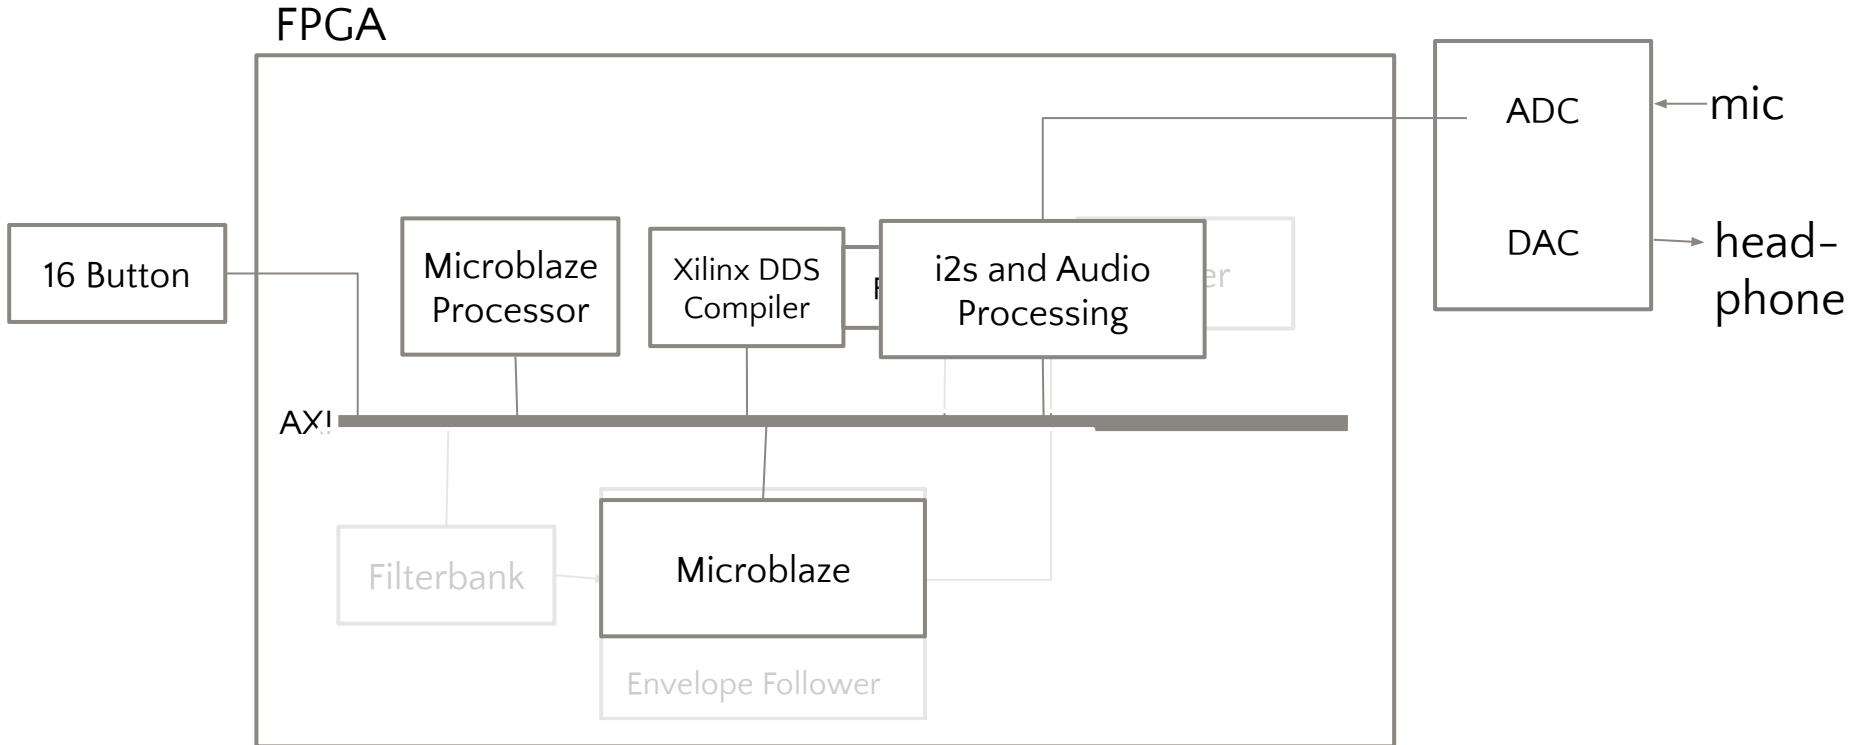 FPGA
ADC
mic
DAC
head-
phone
16 Button
Microblaze
Processor
Xilinx DDS
Compiler
i2s and Audio
Processing
AXI
Filterbank
Microblaze
Envelope Follower